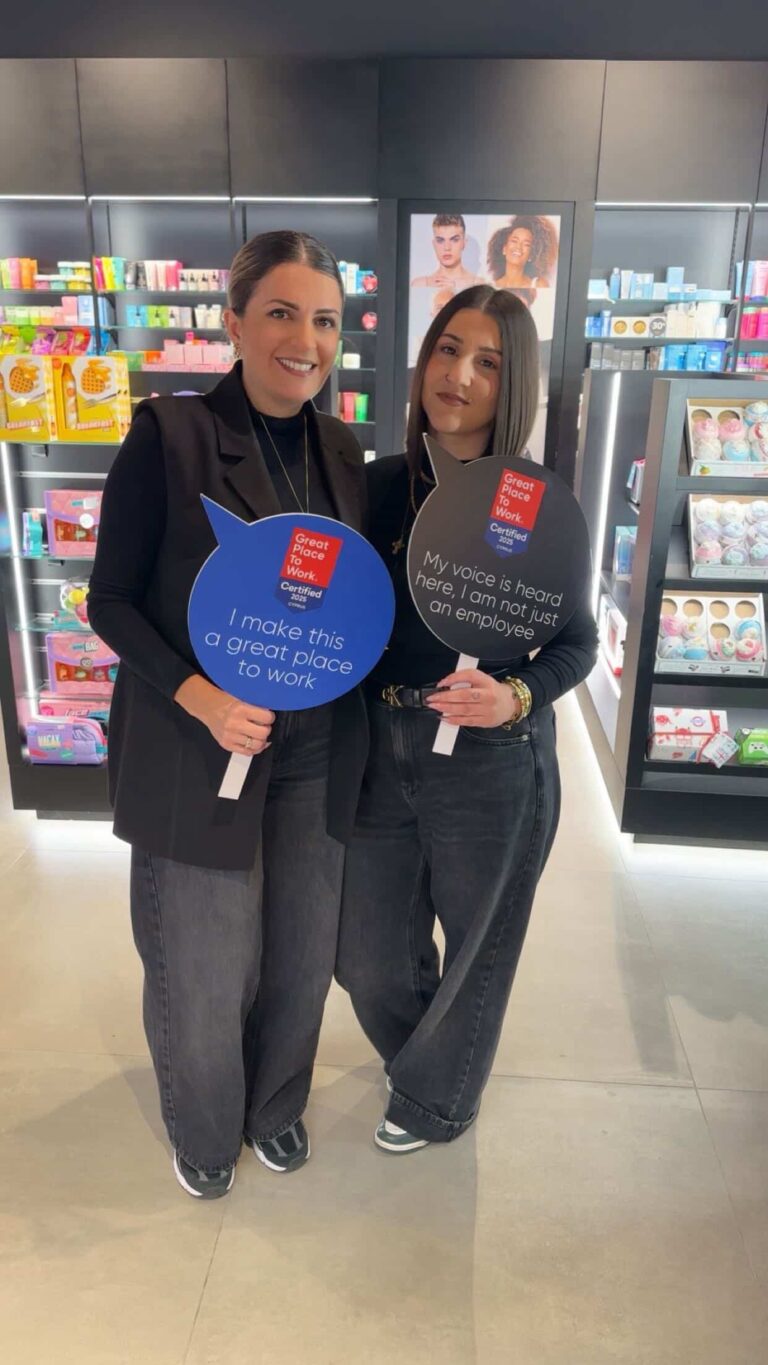 Great
Place
To
Work.
Certified
2025
CYPRUS
I make this
a great place
to work
Great
Place
To
Work.
Certified
2025
CYPRUS
My voice is heard
here, I am not just
an employee